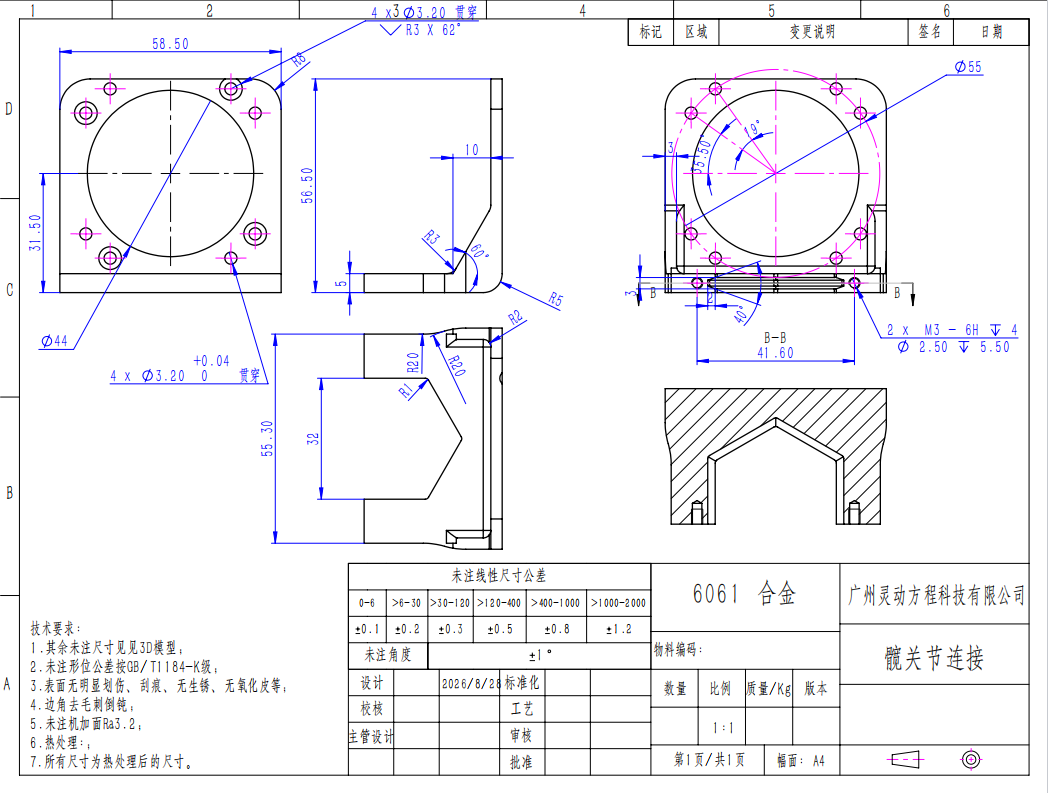 1 2 3 4 5 6
D
C
B
A
4 x Ø3.20 贯穿
R3 X 62°
58.50
R8
31.50
Ø44
+0.04
4 x Ø3.20 0 贯穿
56.50
10
R3
60°
5
R5
R2
R20
R20
R1
55.30
32
标记 区域 变更说明 签名 日期
Ø55
19°
35.50°
3
3
B
2
40°
B
2 x M3 - 6H ↧ 4
Ø 2.50 ↧ 5.50
B-B
41.60
技术要求:
1.其余未注尺寸见见3D模型;
2.未注形位公差按GB/T1184-K级;
3.表面无明显划伤、刮痕、无生锈、无氧化皮等;
4.边角去毛刺倒钝;
5.未注机加面Ra3.2;
6.热处理:;
7.所有尺寸为热处理后的尺寸。
未注线性尺寸公差
0-6 >6-30 >30-120 >120-400 >400-1000 >1000-2000
±0.1 ±0.2 ±0.3 ±0.5 ±0.8 ±1.2
未注角度 ±1°
设计 2026/8/28 标准化
校核 工艺
主管设计 审核
批准
6061 合金
物料编码:
数量 比例 质量/Kg 版本
1:1
第1页/共1页 幅面: A4
广州灵动方程科技有限公司
髋关节连接